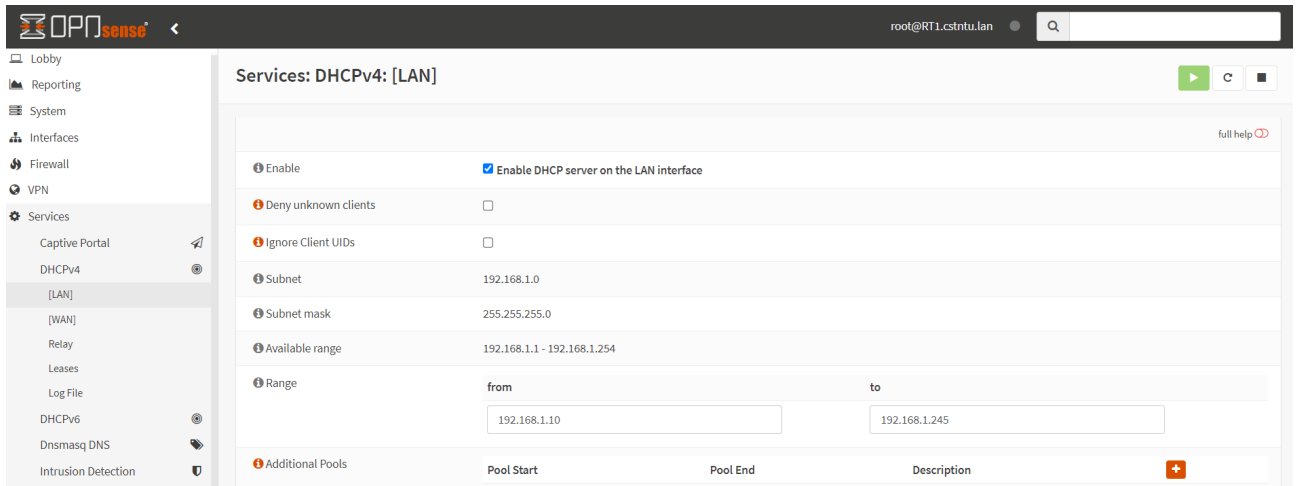 OPNsense root@RT1.cstntu.lan
Lobby
Reporting
System
Interfaces
Firewall
VPN
Services
Captive Portal
DHCPv4
[LAN]
[WAN]
Relay
Leases
Log File
DHCPv6
Dnsmasq DNS
Intrusion Detection
Services: DHCPv4: [LAN]
full help
Enable Enable DHCP server on the LAN interface
Deny unknown clients
Ignore Client UIDs
Subnet 192.168.1.0
Subnet mask 255.255.255.0
Available range 192.168.1.1 - 192.168.1.254
Range from to
192.168.1.10 192.168.1.245
Additional Pools Pool Start Pool End Description